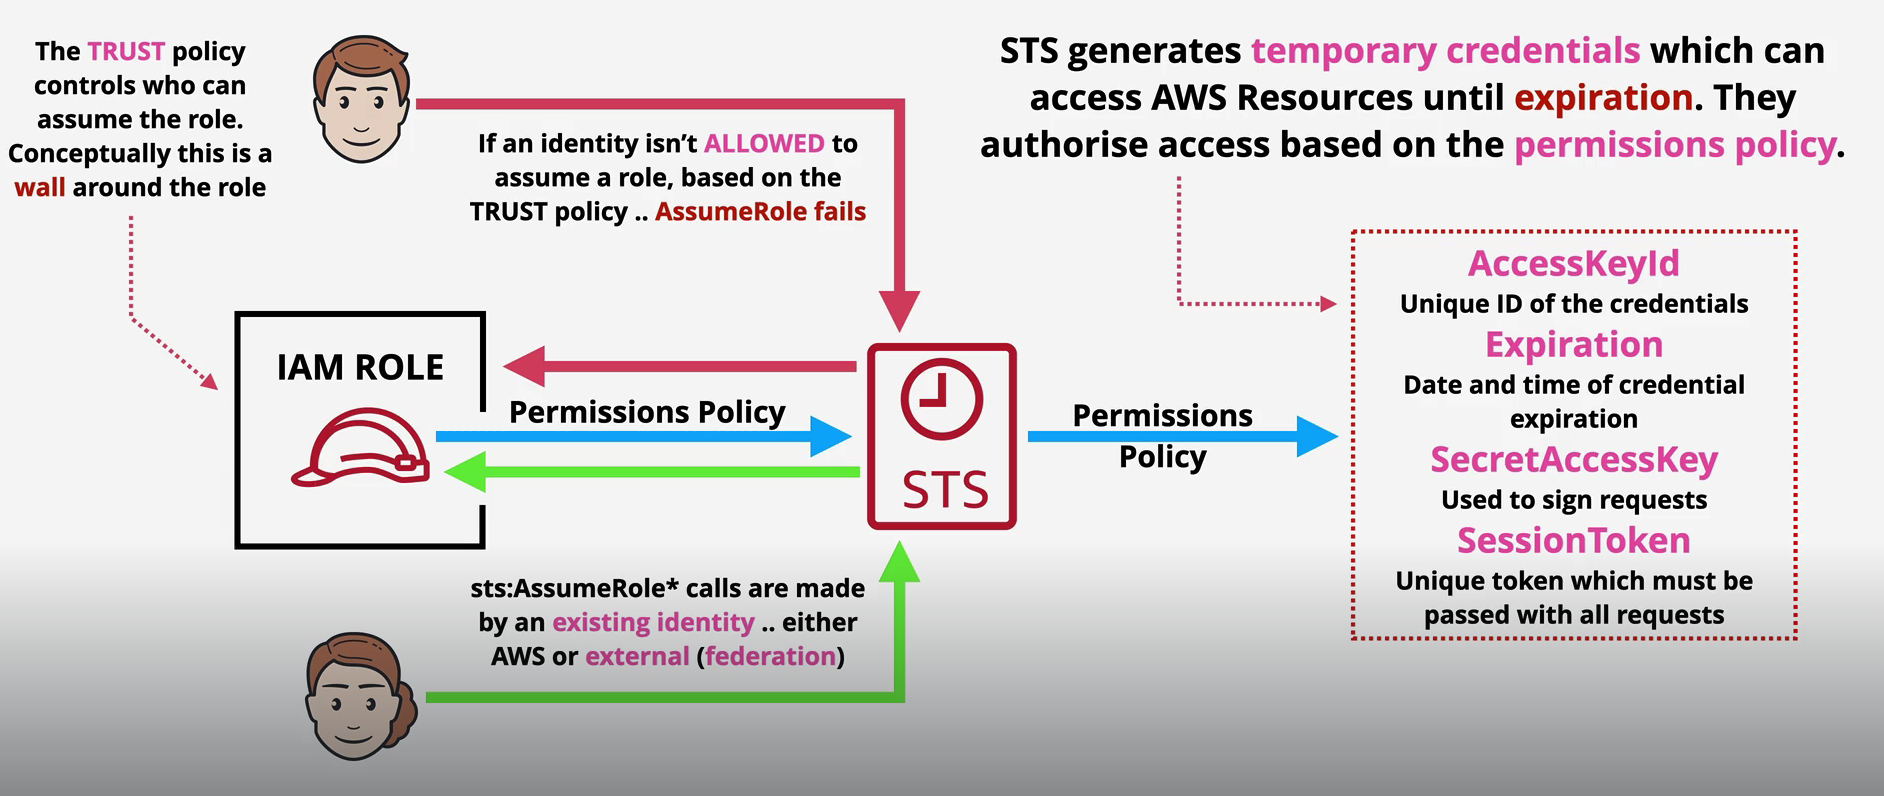 The TRUST policy
controls who can
assume the role.
Conceptually this is a
wall around the role
If an identity isn’t ALLOWED to
assume a role, based on the
TRUST policy .. AssumeRole fails
STS generates temporary credentials which can
access AWS Resources until expiration. They
authorise access based on the permissions policy.
IAM ROLE
Permissions Policy
STS
Permissions
Policy
AccessKeyId
Unique ID of the credentials
Expiration
Date and time of credential
expiration
SecretAccessKey
Used to sign requests
SessionToken
Unique token which must be
passed with all requests
sts:AssumeRole* calls are made
by an existing identity .. either
AWS or external (federation)